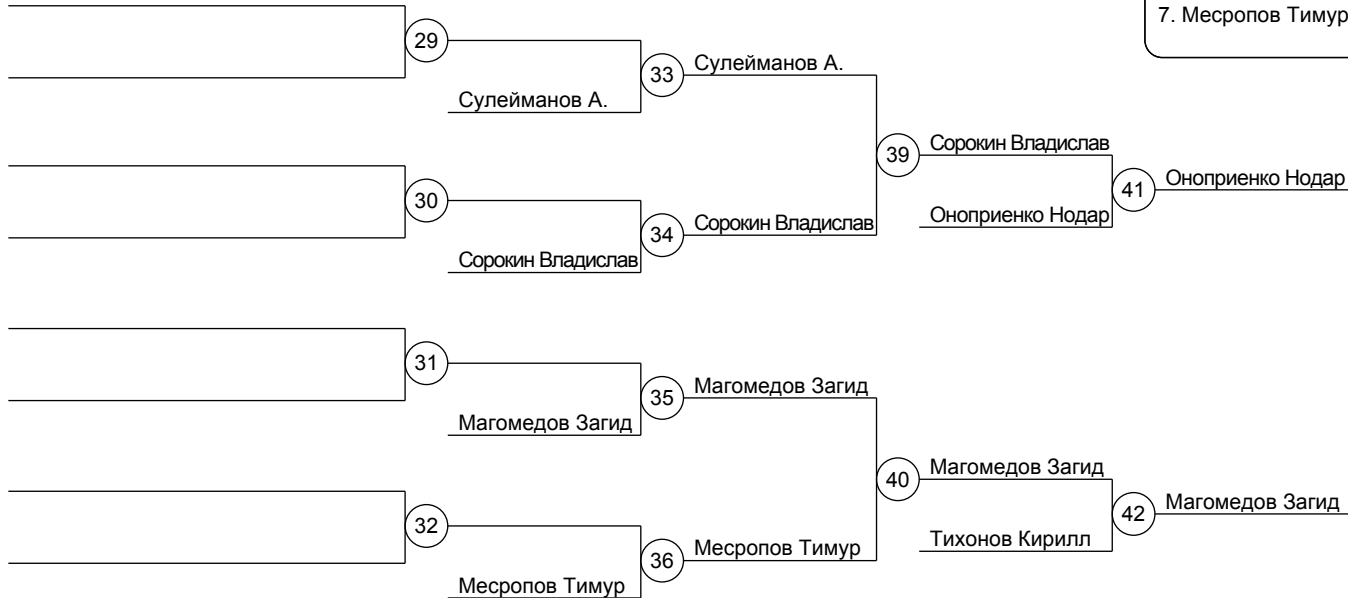 7. Месропов Тимур
29
33
Сулейманов А.
Сулейманов А.
39
Сорокин Владислав
41
Оноприенко Нодар
30
Оноприенко Нодар
34
Сорокин Владислав
Сорокин Владислав
31
35
Магомедов Загид
Магомедов Загид
40
Магомедов Загид
42
Магомедов Загид
32
Тихонов Кирилл
36
Месропов Тимур
Месропов Тимур